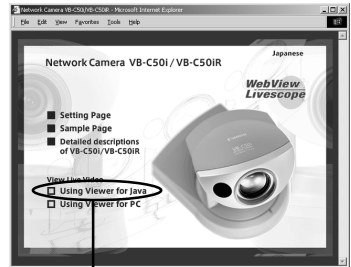 Network Camera VB-C50i/VB-C50iR - Microsoft Internet Explorer
File Edit View Favorites Tools Help
Japanese
Network Camera VB-C50i / VB-C50iR
WebView
Livescope
Setting Page
Sample Page
Detailed descriptions
of VB-C50i/VB-C50iR
View Live Video
Using Viewer for Java
Using Viewer for PC